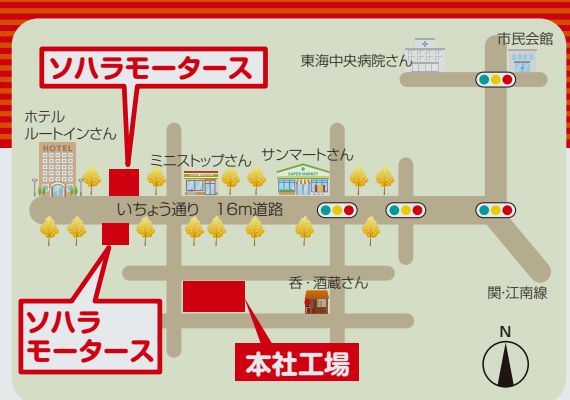 市民会館
ソハラモータース
東海中央病院さん
ホテル
ルートインさん
HOTEL
ミニストップさん
サンマートさん
SUPER MARKET
いちょう通り 16m道路
呑・酒蔵さん
関·江南線
ソハラ
モータース
本社工場
N